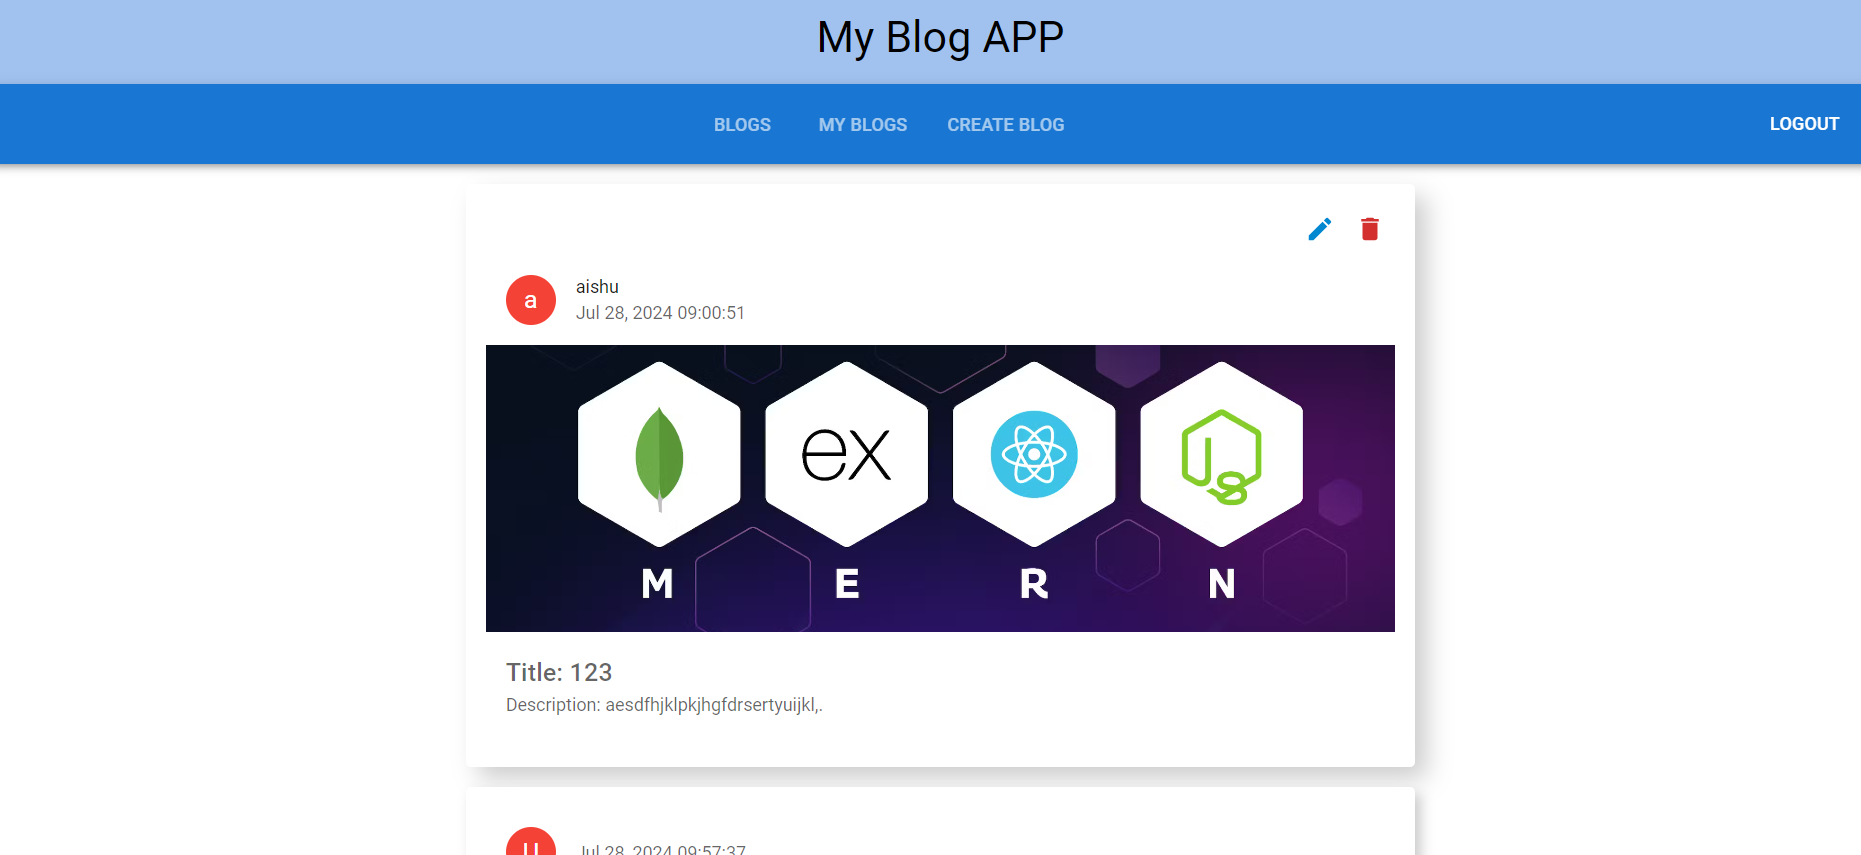 My Blog APP
BLOGS MY BLOGS CREATE BLOG LOGOUT
a
aishu
Jul 28, 2024 09:00:51
ex
JS
M E R N
Title: 123
Description: aesdfhjklpkjhgfdrsertyuijkl,.
Jul 28, 2024 09:57:37